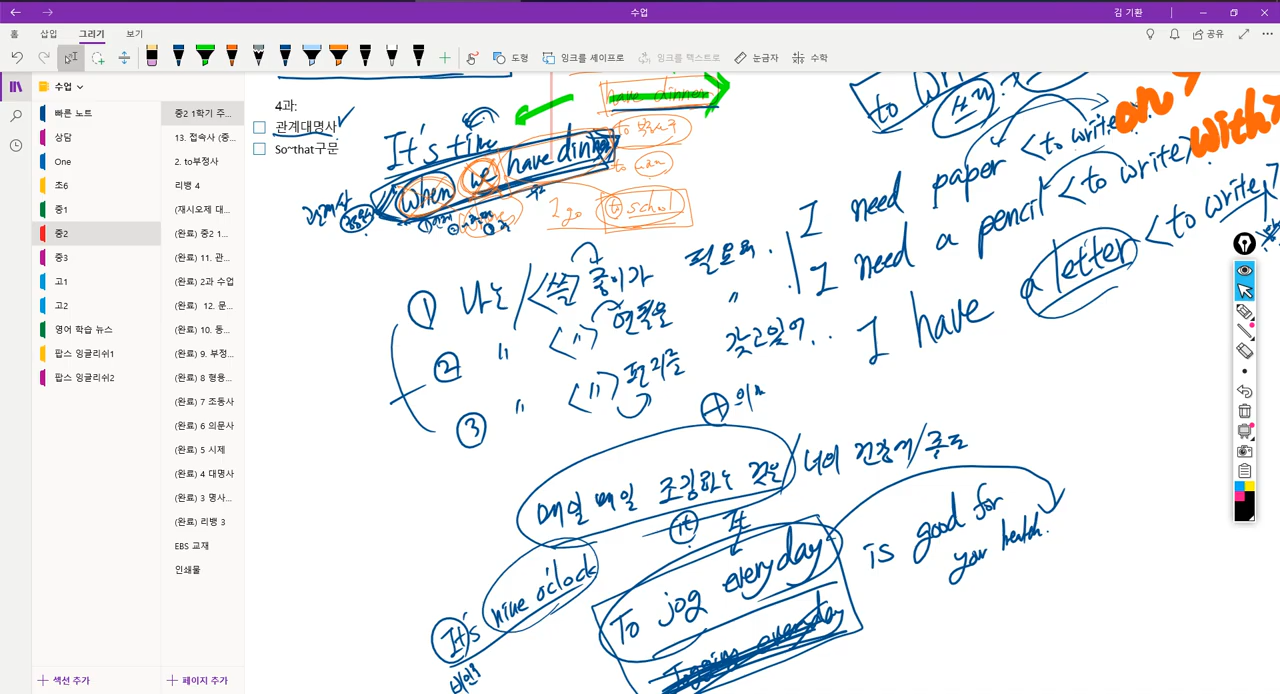 수업
김 기환
홈 삽입 그리기 보기
공유
도형 잉크를 셰이프로 잉크를 텍스트로 눈금자 수학
수업
빠른 노트
상담
One
초6
중1
중2
중3
고1
고2
영어 학습 뉴스
팝스 잉글리쉬1
팝스 잉글리쉬2
섹션 추가
중2 1학기 주...
13. 접속사 (중...
2. to부정사
리뱅 4
(재시오제 대...
(완료) 중2 1...
(완료) 11. 관...
(완료) 2과 수업
(완료) 12. 문...
(완료) 10. 동...
(완료) 9. 부정...
(완료) 8 형용...
(완료) 7 조동사
(완료) 6 의문사
(완료) 5 시제
(완료) 4 대명사
(완료) 3 명사...
(완료) 리뱅 3
EBS 교재
인쇄물
페이지 추가
4과:
관계대명사
So~that구문
have dinner
It's time
when we have dinner
I go to school
to write
I need paper <to write> on
I need a pencil <to write> with
I have a letter <to write>
① 나는 <쓸> 종이가 필요해.
② " <"> 연필을 "
③ " <"> 편지를 갖고있어..
매일 매일 조깅하는 것은 / 너의 건강에 /
it It
To jog everyday is good for your health.
It's nine o'clock
Jogging everyday